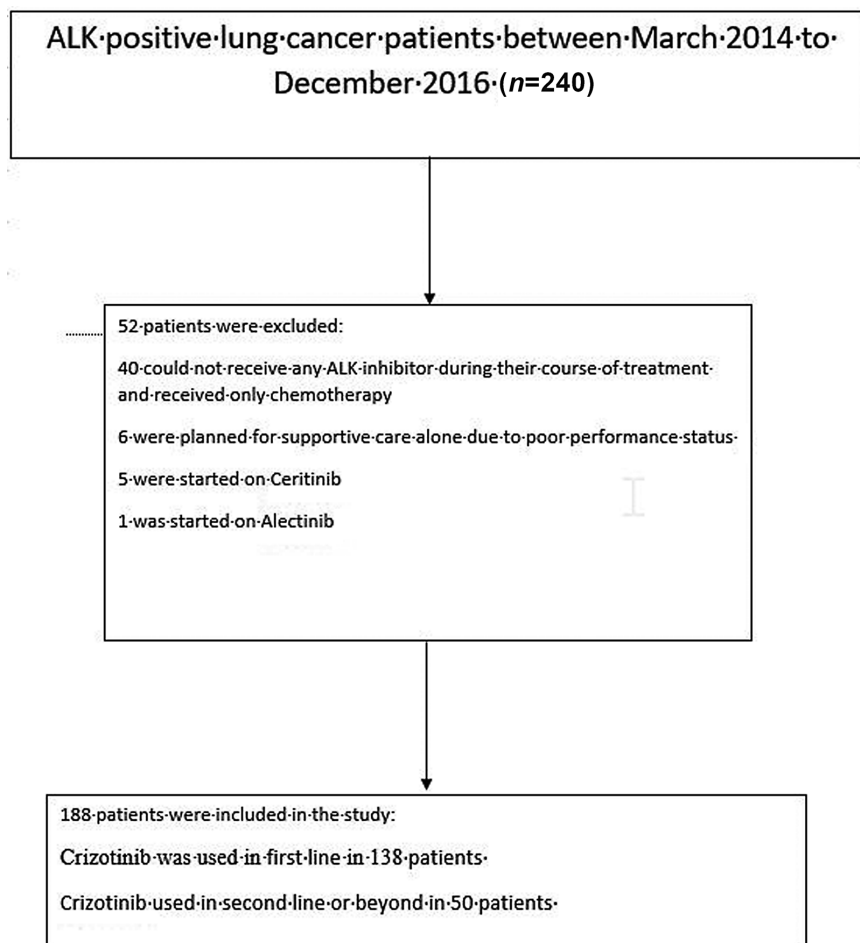 ALK·positive·lung·cancer·patients·between·March·2014·to·
December·2016·(n=240)
52·patients·were·excluded:
40·could·not·receive·any·ALK·inhibitor·during·their·course·of·treatment·
and·received·only·chemotherapy
6·were·planned·for·supportive·care·alone·due·to·poor·performance·status·
5·were·started·on·Ceritinib
1·was·started·on·Alectinib
188·patients·were·included·in·the·study:
Crizotinib·was·used·in·first·line·in·138·patients·
Crizotinib·used·in·second·line·or·beyond·in·50·patients·